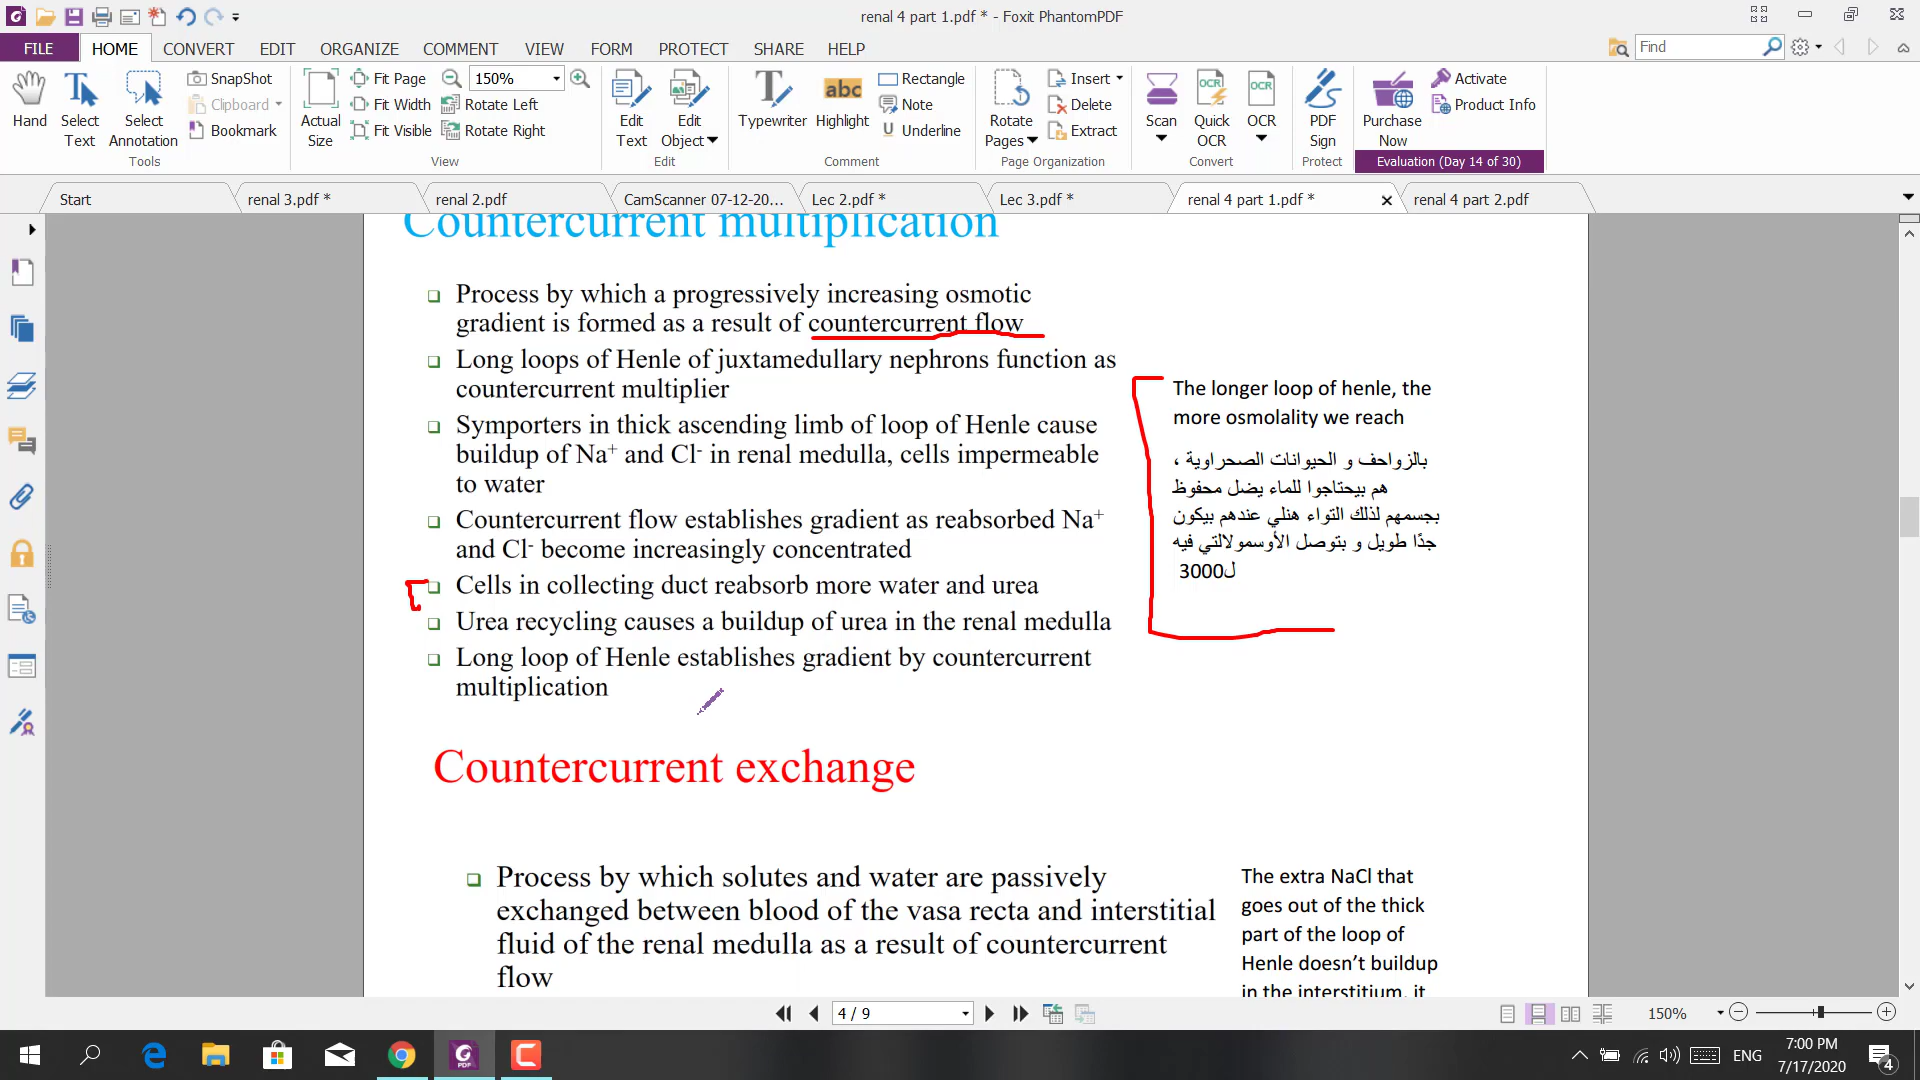 renal 4 part 1.pdf * - Foxit PhantomPDF
FILE HOME CONVERT EDIT ORGANIZE COMMENT VIEW FORM PROTECT SHARE HELP Find
Hand
Select Text
Select Annotation
SnapShot
Clipboard
Bookmark
Tools
Actual Size
Fit Page
Fit Width
Fit Visible
150%
Rotate Left
Rotate Right
View
Edit Text
Edit Object
Edit
Typewriter
abc
Highlight
Rectangle
Note
U Underline
Comment
Rotate Pages
Insert
Delete
Extract
Page Organization
Scan
OCR
Quick OCR
OCR
OCR
Convert
PDF Sign
Protect
Purchase Now
Activate
Product Info
Evaluation (Day 14 of 30)
Start renal 3.pdf * renal 2.pdf CamScanner 07-12-20... Lec 2.pdf * Lec 3.pdf * renal 4 part 1.pdf * renal 4 part 2.pdf
Countercurrent multiplication
Process by which a progressively increasing osmotic
gradient is formed as a result of countercurrent flow
Long loops of Henle of juxtamedullary nephrons function as
countercurrent multiplier
Symporters in thick ascending limb of loop of Henle cause
buildup of Na+ and Cl- in renal medulla, cells impermeable
to water
Countercurrent flow establishes gradient as reabsorbed Na+
and Cl- become increasingly concentrated
Cells in collecting duct reabsorb more water and urea
Urea recycling causes a buildup of urea in the renal medulla
Long loop of Henle establishes gradient by countercurrent
multiplication
The longer loop of henle, the
more osmolality we reach
بالزواحف و الحيوانات الصحراوية ،
هم بيحتاجوا للماء يضل محفوظ
بجسمهم لذلك التواء هنلي عندهم بيكون
جدًا طويل و بتوصل الأوسمولالتي فيه
ل3000
Countercurrent exchange
Process by which solutes and water are passively
exchanged between blood of the vasa recta and interstitial
fluid of the renal medulla as a result of countercurrent
flow
The extra NaCl that
goes out of the thick
part of the loop of
Henle doesn’t buildup
in the interstitium, it
4 / 9
150%
PDF
ENG
7:00 PM
7/17/2020
4